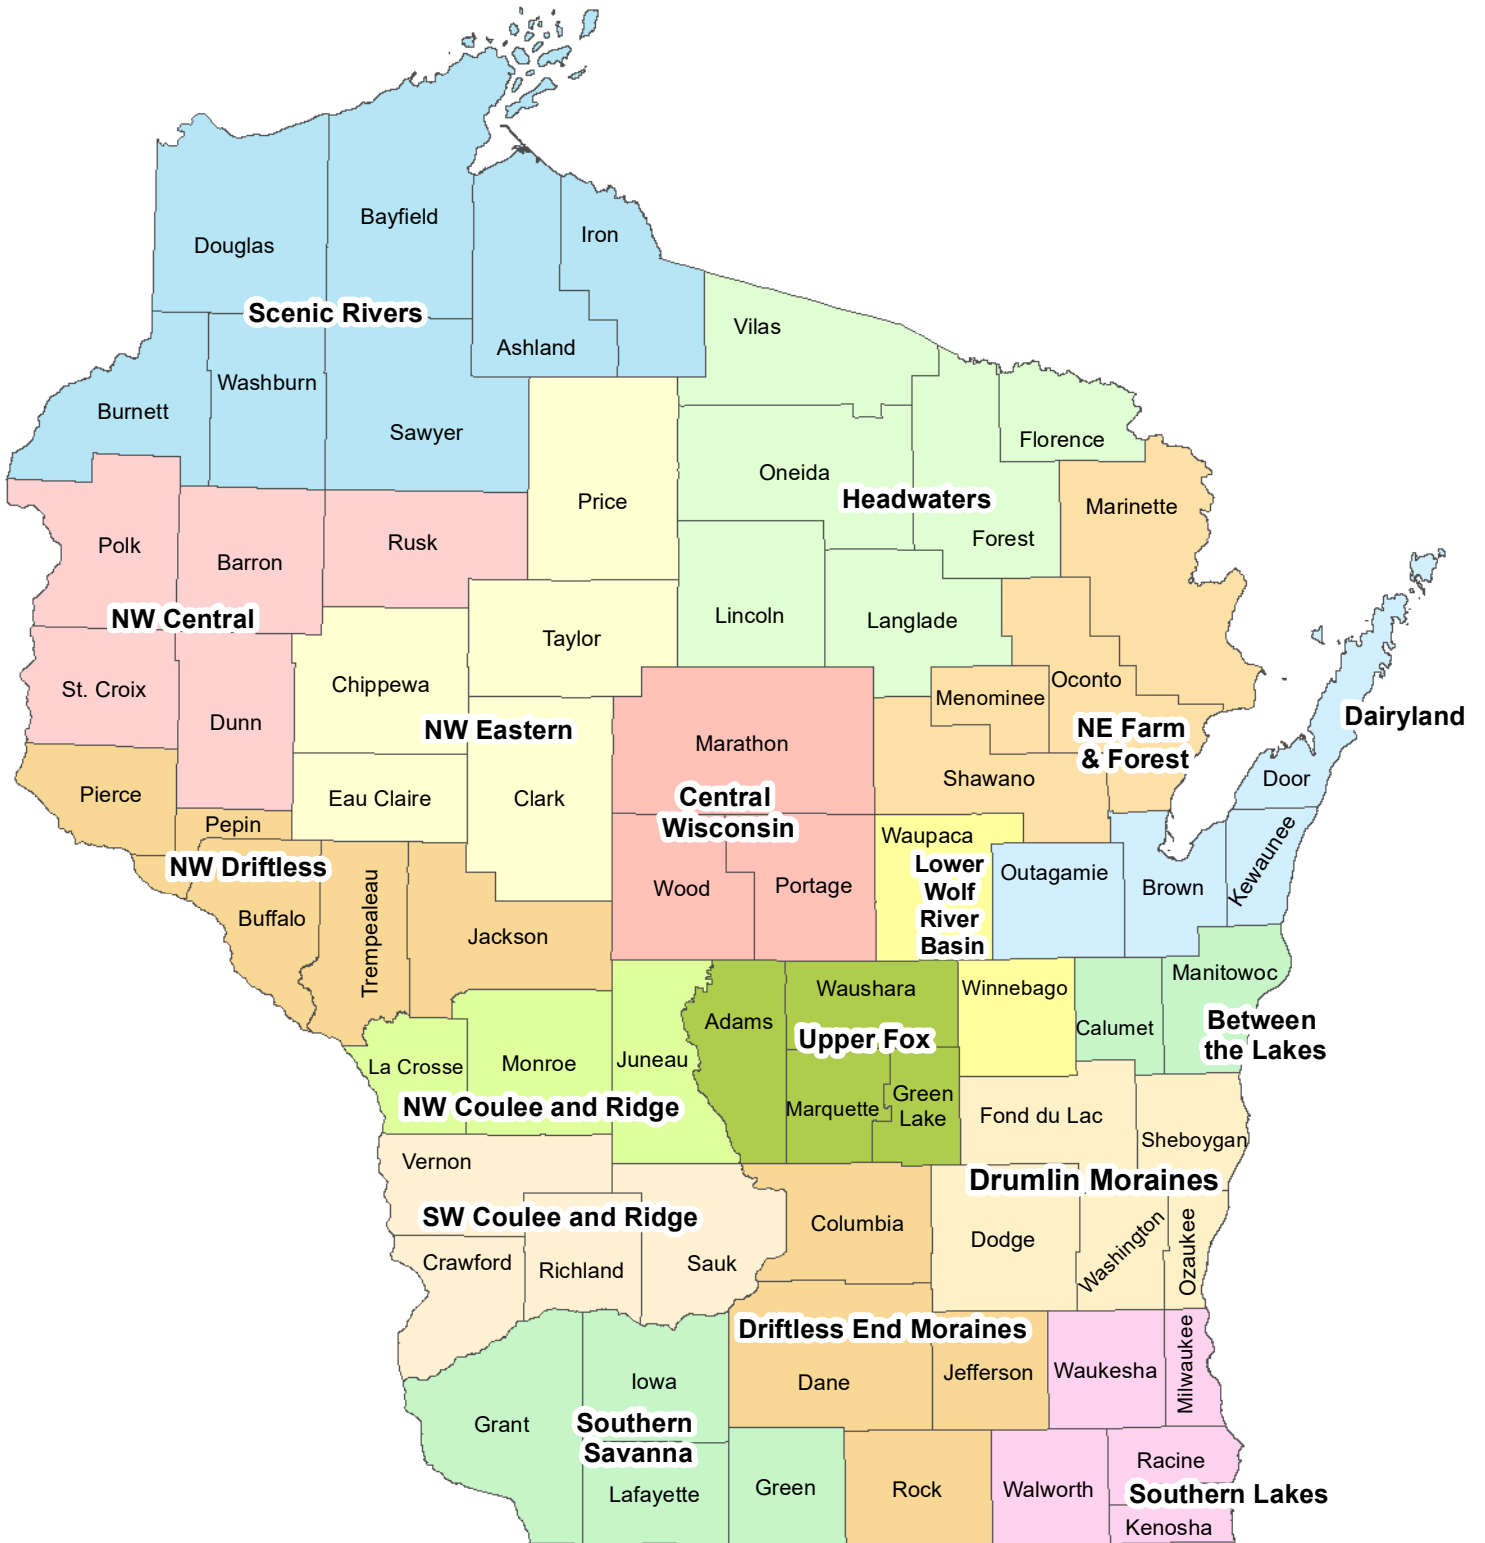 Bayfield
Iron
Douglas
Scenic Rivers
Vilas
Ashland
Washburn
Burnett
Sawyer
Florence
Oneida
Headwaters
Price
Marinette
Forest
Polk
Rusk
Barron
NW Central
Lincoln
Langlade
Taylor
St. Croix
Chippewa
Menominee
Oconto
Dunn
NW Eastern
Marathon
NE Farm
& Forest
Dairyland
Door
Shawano
Pierce
Eau Claire
Clark
Central
Wisconsin
Pepin
Waupaca
Lower
Wolf
River
Basin
NW Driftless
Outagamie
Brown
Kewaunee
Wood
Portage
Buffalo
Trempealeau
Jackson
Manitowoc
Waushara
Winnebago
Adams
Calumet
Between
the Lakes
Upper Fox
La Crosse
Monroe
Juneau
NW Coulee and Ridge
Marquette
Green
Lake
Fond du Lac
Sheboygan
Vernon
Drumlin Moraines
SW Coulee and Ridge
Columbia
Dodge
Washington
Ozaukee
Crawford
Richland
Sauk
Driftless End Moraines
Iowa
Dane
Jefferson
Waukesha
Milwaukee
Grant
Southern
Savanna
Lafayette
Green
Rock
Walworth
Racine
Southern Lakes
Kenosha